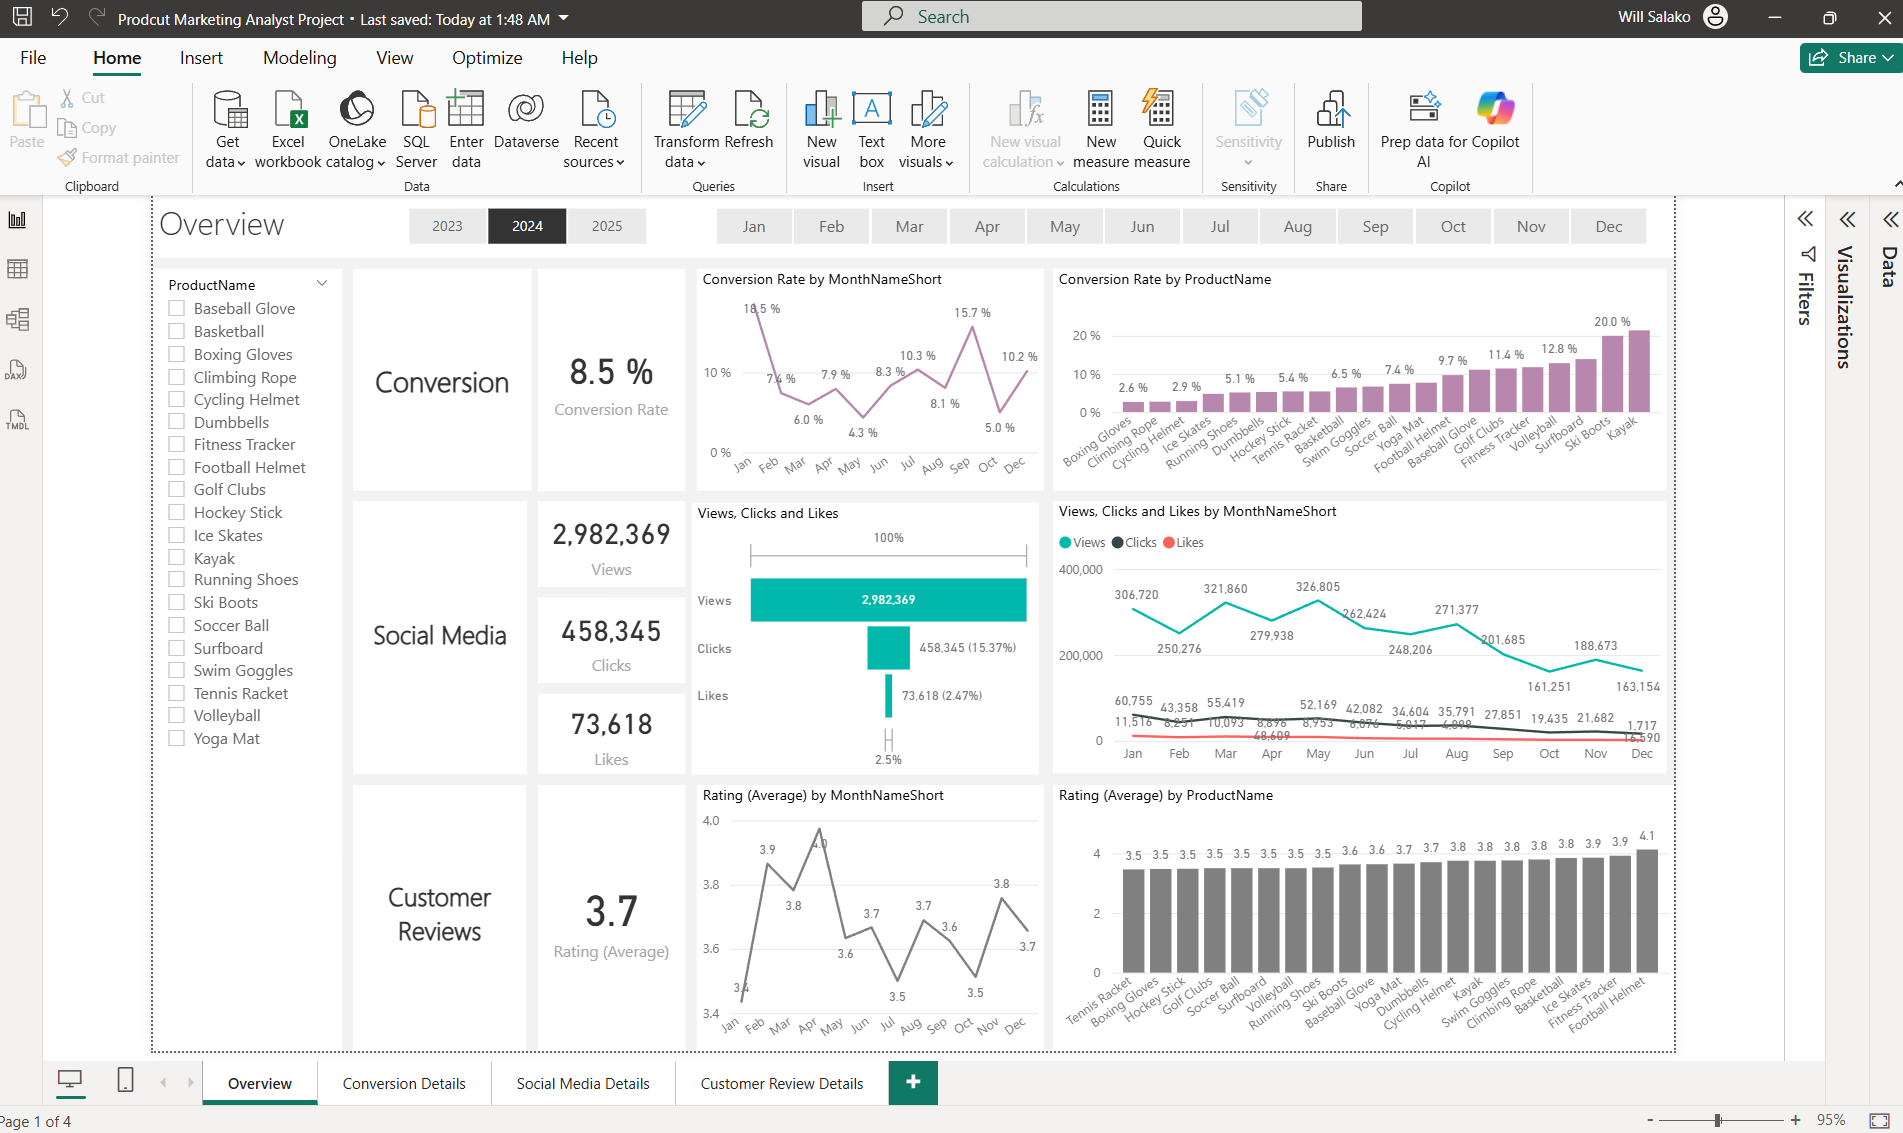 Prodcut Marketing Analyst Project • Last saved: Today at 1:48 AM
Search
Will Salako
File Home Insert Modeling View Optimize Help
Share
Paste
Cut
Copy
Format painter
Clipboard
Get data
Excel workbook
OneLake catalog
SQL Server
Enter data
Dataverse
Recent sources
Data
Transform data
Refresh
Queries
New visual
Text box
More visuals
Insert
New visual calculation
New measure
Quick measure
Calculations
Sensitivity
Sensitivity
Publish
Share
Prep data for AI
Copilot
Copilot
DAX
TMDL
Overview
2023 2024 2025
Jan Feb Mar Apr May Jun Jul Aug Sep Oct Nov Dec
ProductName
Baseball Glove
Basketball
Boxing Gloves
Climbing Rope
Cycling Helmet
Dumbbells
Fitness Tracker
Football Helmet
Golf Clubs
Hockey Stick
Ice Skates
Kayak
Running Shoes
Ski Boots
Soccer Ball
Surfboard
Swim Goggles
Tennis Racket
Volleyball
Yoga Mat
Conversion
8.5 %
Conversion Rate
Conversion Rate by MonthNameShort
18.5 %
15.7 %
10.3 %
10.2 %
10 %
7.4 %
7.9 %
8.3 %
8.1 %
6.0 %
4.3 %
5.0 %
0 %
Jan Feb Mar Apr May Jun Jul Aug Sep Oct Dec
Conversion Rate by ProductName
20 %
10 %
0 %
2.6 % 2.9 % 5.1 % 5.4 % 6.5 % 7.4 % 9.7 % 11.4 % 12.8 % 20.0 %
Boxing Gloves Climbing Rope Cycling Helmet Ice Skates Running Shoes Dumbbells Hockey Stick Tennis Racket Basketball Swim Goggles Soccer Ball Yoga Mat Football Helmet Baseball Glove Golf Clubs Fitness Tracker Volleyball Surfboard Ski Boots Kayak
Social Media
2,982,369
Views
458,345
Clicks
73,618
Likes
Views, Clicks and Likes
100%
Views 2,982,369
Clicks 458,345 (15.37%)
Likes 73,618 (2.47%)
2.5%
Views, Clicks and Likes by MonthNameShort
Views Clicks Likes
400,000
200,000
0
306,720 250,276 321,860 279,938 326,805 262,424 248,206 271,377 201,685 161,251 188,673 163,154
60,755 43,358 55,419 48,609 52,169 42,082 34,604 35,791 27,851 19,435 21,682 16,590
11,516 8,251 10,093 8,896 8,953 1,717
Jan Feb Mar Apr May Jun Jul Aug Sep Oct Nov Dec
Customer Reviews
3.7
Rating (Average)
Rating (Average) by MonthNameShort
4.0
3.8
3.6
3.4
3.4 3.9 3.8 4.0 3.6 3.7 3.5 3.7 3.6 3.5 3.8 3.7
Jan Feb Mar Apr May Jun Jul Aug Sep Oct Nov Dec
Rating (Average) by ProductName
4
2
0
3.5 3.5 3.5 3.5 3.5 3.5 3.5 3.5 3.6 3.6 3.7 3.7 3.8 3.8 3.8 3.8 3.8 3.9 3.9 4.1
Tennis Racket Boxing Gloves Hockey Stick Golf Clubs Soccer Ball Surfboard Volleyball Running Shoes Ski Boots Baseball Glove Yoga Mat Dumbbells Cycling Helmet Kayak Swim Goggles Climbing Rope Basketball Ice Skates Fitness Tracker Football Helmet
Filters
Visualizations
Data
Overview Conversion Details Social Media Details Customer Review Details
Page 1 of 4
95%